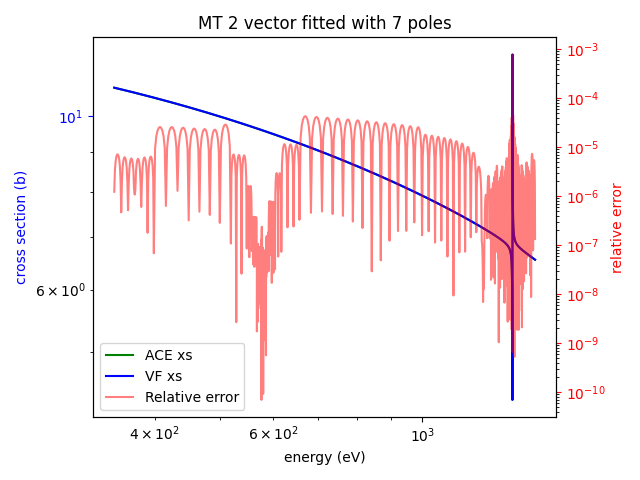 MT 2 vector fitted with 7 poles
cross section (b)
10¹
6 × 10⁰
ACE xs
VF xs
Relative error
4 × 10²
6 × 10²
10³
energy (eV)
10⁻³
10⁻⁴
10⁻⁵
10⁻⁶
10⁻⁷
10⁻⁸
10⁻⁹
10⁻¹⁰
relative error